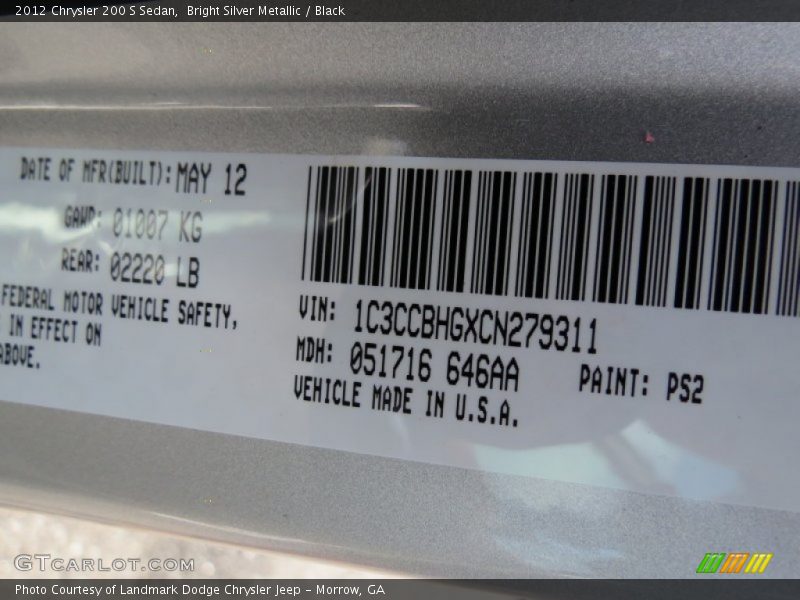 2012 Chrysler 200 S Sedan, Bright Silver Metallic / Black
DATE OF MFR(BUILT): MAY 12
GAWR: 01007 KG
REAR: 02220 LB
FEDERAL MOTOR VEHICLE SAFETY,
IN EFFECT ON
ABOVE.
VIN: 1C3CCBHGXCN279311
MDH: 051716 646AA
PAINT: PS2
VEHICLE MADE IN U.S.A.
GTCARLOT.COM
Photo Courtesy of Landmark Dodge Chrysler Jeep - Morrow, GA